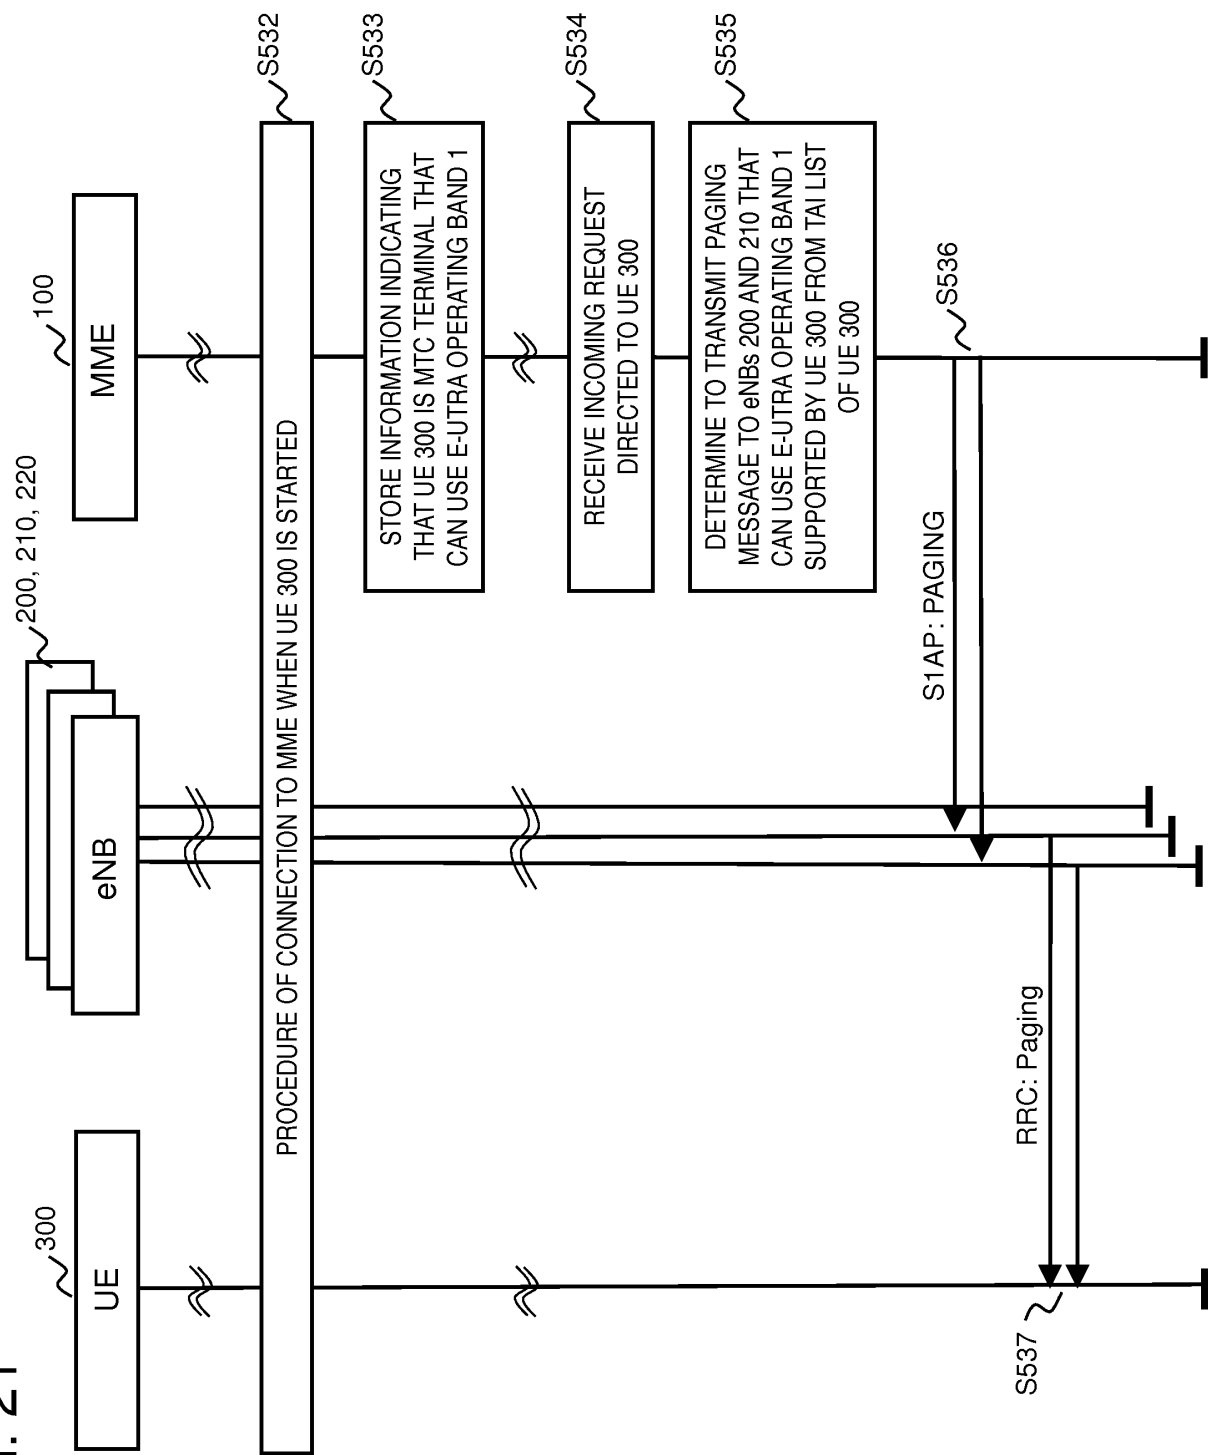 300
UE
200, 210, 220
eNB
100
MME
S532
PROCEDURE OF CONNECTION TO MME WHEN UE 300 IS STARTED
S533
STORE INFORMATION INDICATING
THAT UE 300 IS MTC TERMINAL THAT
CAN USE E-UTRA OPERATING BAND 1
S534
RECEIVE INCOMING REQUEST
DIRECTED TO UE 300
S535
DETERMINE TO TRANSMIT PAGING
MESSAGE TO eNBs 200 AND 210 THAT
CAN USE E-UTRA OPERATING BAND 1
SUPPORTED BY UE 300 FROM TAI LIST
OF UE 300
S536
S1AP: PAGING
RRC: Paging
S537